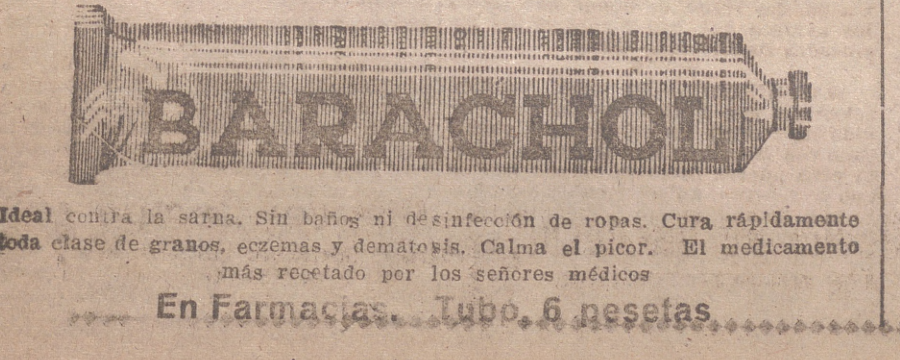 BARACHOL
Ideal contra la sarna. Sin baños ni desinfección de ropas. Cura rápidamente
toda clase de granos, eczemas y dematosis. Calma el picor. El medicamento
más recetado por los señores médicos
En Farmacias. Tubo, 6 pesetas